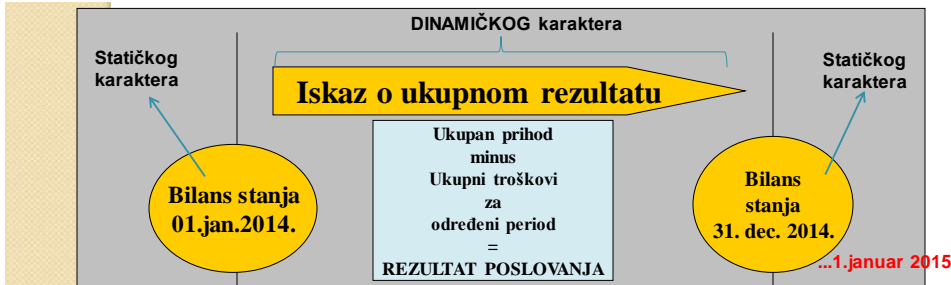 DINAMIČKOG karaktera
Statičkog
karaktera
Statičkog
karaktera
Iskaz o ukupnom rezultatu
Ukupan prihod
minus
Ukupni troškovi
za
određeni period
=
REZULTAT POSLOVANJA
Bilans stanja
01.jan.2014.
Bilans
stanja
31. dec. 2014.
...1.januar 2015